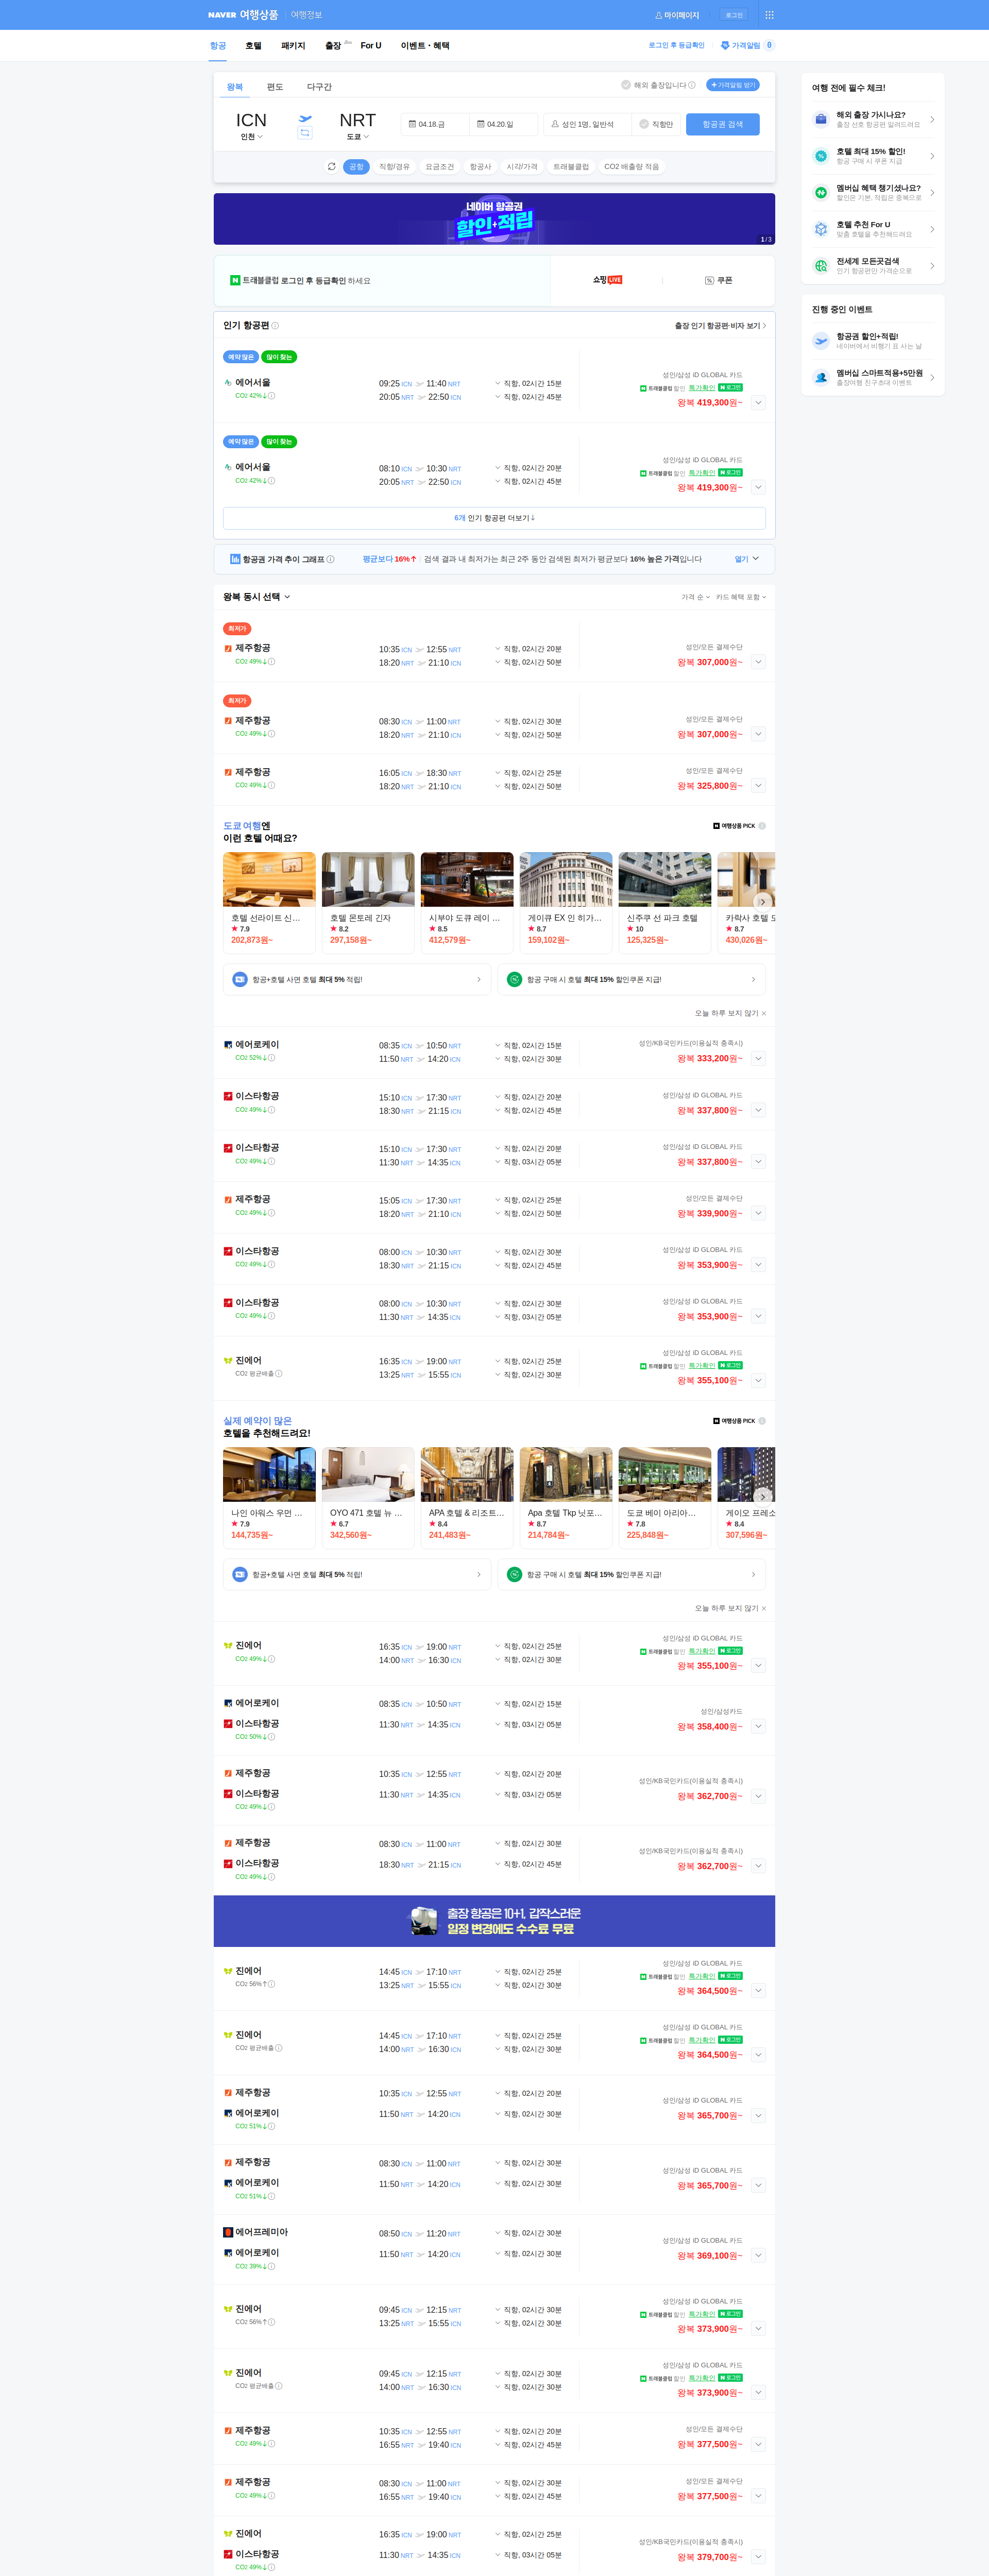 NAVER 여행상품 여행정보
마이페이지 로그인
항공 호텔 패키지 출장 For U 이벤트·혜택
로그인 후 등급확인 가격알림 0
왕복 편도 다구간
해외 출장입니다 가격알림 받기
ICN NRT
인천 도쿄
04.18.금 04.20.일 성인 1명, 일반석 직항만 항공권 검색
공항 직항/경유 요금조건 항공사 시각/가격 트래블클럽 CO2 배출량 적음
네이버 항공권
할인+적립
1/3
트래블클럽 로그인 후 등급확인 하세요
쇼핑LIVE 쿠폰
인기 항공편
출장 인기 항공편·비자 보기
예약 많은 많이 찾는
에어서울
CO2 42%↓
09:25 ICN 11:40 NRT 직항, 02시간 15분
20:05 NRT 22:50 ICN 직항, 02시간 45분
성인/삼성 iD GLOBAL 카드
트래블클럽 할인 특가확인 N 로그인
왕복 419,300원~
예약 많은 많이 찾는
에어서울
CO2 42%↓
08:10 ICN 10:30 NRT 직항, 02시간 20분
20:05 NRT 22:50 ICN 직항, 02시간 45분
성인/삼성 iD GLOBAL 카드
트래블클럽 할인 특가확인 N 로그인
왕복 419,300원~
6개 인기 항공편 더보기↓
항공권 가격 추이 그래프
평균보다 16%↑ 검색 결과 내 최저가는 최근 2주 동안 검색된 최저가 평균보다 16% 높은 가격입니다
열기
왕복 동시 선택
가격 순 카드 혜택 포함
최저가
제주항공
CO2 49%↓
10:35 ICN 12:55 NRT 직항, 02시간 20분
18:20 NRT 21:10 ICN 직항, 02시간 50분
성인/모든 결제수단
왕복 307,000원~
최저가
제주항공
CO2 49%↓
08:30 ICN 11:00 NRT 직항, 02시간 30분
18:20 NRT 21:10 ICN 직항, 02시간 50분
성인/모든 결제수단
왕복 307,000원~
제주항공
CO2 49%↓
16:05 ICN 18:30 NRT 직항, 02시간 25분
18:20 NRT 21:10 ICN 직항, 02시간 50분
성인/모든 결제수단
왕복 325,800원~
도쿄 여행엔
이런 호텔 어때요?
여행상품 PICK
호텔 선라이트 신…
7.9
202,873원~
호텔 몬토레 긴자
8.2
297,158원~
시부야 도큐 레이 …
8.5
412,579원~
게이큐 EX 인 히가…
8.7
159,102원~
신주쿠 선 파크 호텔
10
125,325원~
카락사 호텔 도
8.7
430,026원~
항공+호텔 사면 호텔 최대 5% 적립!
항공 구매 시 호텔 최대 15% 할인쿠폰 지급!
오늘 하루 보지 않기
에어로케이
CO2 52%↓
08:35 ICN 10:50 NRT 직항, 02시간 15분
11:50 NRT 14:20 ICN 직항, 02시간 30분
성인/KB국민카드(이용실적 충족시)
왕복 333,200원~
이스타항공
CO2 49%↓
15:10 ICN 17:30 NRT 직항, 02시간 20분
18:30 NRT 21:15 ICN 직항, 02시간 45분
성인/삼성 iD GLOBAL 카드
왕복 337,800원~
이스타항공
CO2 49%↓
15:10 ICN 17:30 NRT 직항, 02시간 20분
11:30 NRT 14:35 ICN 직항, 03시간 05분
성인/삼성 iD GLOBAL 카드
왕복 337,800원~
제주항공
CO2 49%↓
15:05 ICN 17:30 NRT 직항, 02시간 25분
18:20 NRT 21:10 ICN 직항, 02시간 50분
성인/모든 결제수단
왕복 339,900원~
이스타항공
CO2 49%↓
08:00 ICN 10:30 NRT 직항, 02시간 30분
18:30 NRT 21:15 ICN 직항, 02시간 45분
성인/삼성 iD GLOBAL 카드
왕복 353,900원~
이스타항공
CO2 49%↓
08:00 ICN 10:30 NRT 직항, 02시간 30분
11:30 NRT 14:35 ICN 직항, 03시간 05분
성인/삼성 iD GLOBAL 카드
왕복 353,900원~
진에어
CO2 평균배출
16:35 ICN 19:00 NRT 직항, 02시간 25분
13:25 NRT 15:55 ICN 직항, 02시간 30분
성인/삼성 iD GLOBAL 카드
트래블클럽 할인 특가확인 N 로그인
왕복 355,100원~
실제 예약이 많은
호텔을 추천해드려요!
여행상품 PICK
나인 아워스 우먼 …
7.9
144,735원~
OYO 471 호텔 뉴 …
6.7
342,560원~
APA 호텔 & 리조트…
8.4
241,483원~
Apa 호텔 Tkp 닛포…
8.7
214,784원~
도쿄 베이 아리아…
7.8
225,848원~
게이오 프레소
8.4
307,596원~
항공+호텔 사면 호텔 최대 5% 적립!
항공 구매 시 호텔 최대 15% 할인쿠폰 지급!
오늘 하루 보지 않기
진에어
CO2 49%↓
16:35 ICN 19:00 NRT 직항, 02시간 25분
14:00 NRT 16:30 ICN 직항, 02시간 30분
성인/삼성 iD GLOBAL 카드
트래블클럽 할인 특가확인 N 로그인
왕복 355,100원~
에어로케이
이스타항공
CO2 50%↓
08:35 ICN 10:50 NRT 직항, 02시간 15분
11:30 NRT 14:35 ICN 직항, 03시간 05분
성인/삼성카드
왕복 358,400원~
제주항공
이스타항공
CO2 49%↓
10:35 ICN 12:55 NRT 직항, 02시간 20분
11:30 NRT 14:35 ICN 직항, 03시간 05분
성인/KB국민카드(이용실적 충족시)
왕복 362,700원~
제주항공
이스타항공
CO2 49%↓
08:30 ICN 11:00 NRT 직항, 02시간 30분
18:30 NRT 21:15 ICN 직항, 02시간 45분
성인/KB국민카드(이용실적 충족시)
왕복 362,700원~
출장 항공은 10+1, 갑작스러운
일정 변경에도 수수료 무료
진에어
CO2 56%↑
14:45 ICN 17:10 NRT 직항, 02시간 25분
13:25 NRT 15:55 ICN 직항, 02시간 30분
성인/삼성 iD GLOBAL 카드
트래블클럽 할인 특가확인 N 로그인
왕복 364,500원~
진에어
CO2 평균배출
14:45 ICN 17:10 NRT 직항, 02시간 25분
14:00 NRT 16:30 ICN 직항, 02시간 30분
성인/삼성 iD GLOBAL 카드
트래블클럽 할인 특가확인 N 로그인
왕복 364,500원~
제주항공
에어로케이
CO2 51%↓
10:35 ICN 12:55 NRT 직항, 02시간 20분
11:50 NRT 14:20 ICN 직항, 02시간 30분
성인/삼성 iD GLOBAL 카드
왕복 365,700원~
제주항공
에어로케이
CO2 51%↓
08:30 ICN 11:00 NRT 직항, 02시간 30분
11:50 NRT 14:20 ICN 직항, 02시간 30분
성인/삼성 iD GLOBAL 카드
왕복 365,700원~
에어프레미아
에어로케이
CO2 39%↓
08:50 ICN 11:20 NRT 직항, 02시간 30분
11:50 NRT 14:20 ICN 직항, 02시간 30분
성인/삼성 iD GLOBAL 카드
왕복 369,100원~
진에어
CO2 56%↑
09:45 ICN 12:15 NRT 직항, 02시간 30분
13:25 NRT 15:55 ICN 직항, 02시간 30분
성인/삼성 iD GLOBAL 카드
트래블클럽 할인 특가확인 N 로그인
왕복 373,900원~
진에어
CO2 평균배출
09:45 ICN 12:15 NRT 직항, 02시간 30분
14:00 NRT 16:30 ICN 직항, 02시간 30분
성인/삼성 iD GLOBAL 카드
트래블클럽 할인 특가확인 N 로그인
왕복 373,900원~
제주항공
CO2 49%↓
10:35 ICN 12:55 NRT 직항, 02시간 20분
16:55 NRT 19:40 ICN 직항, 02시간 45분
성인/모든 결제수단
왕복 377,500원~
제주항공
CO2 49%↓
08:30 ICN 11:00 NRT 직항, 02시간 30분
16:55 NRT 19:40 ICN 직항, 02시간 45분
성인/모든 결제수단
왕복 377,500원~
진에어
이스타항공
CO2 49%↓
16:35 ICN 19:00 NRT 직항, 02시간 25분
11:30 NRT 14:35 ICN 직항, 03시간 05분
성인/KB국민카드(이용실적 충족시)
왕복 379,700원~
여행 전에 필수 체크!
해외 출장 가시나요?
출장 선호 항공편 알려드려요
호텔 최대 15% 할인!
항공 구매 시 쿠폰 지급
멤버십 혜택 챙기셨나요?
할인은 기본, 적립은 중복으로
호텔 추천 For U
맞춤 호텔을 추천해드려요
전세계 모든곳검색
인기 항공편만 가격순으로
진행 중인 이벤트
항공권 할인+적립!
네이버에서 비행기 표 사는 날
멤버십 스마트적용+5만원
출장여행 친구초대 이벤트